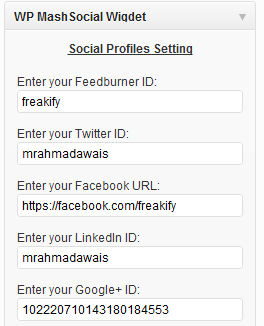 WP MashSocial Wigdet
Social Profiles Setting
Enter your Feedburner ID:
freakify
Enter your Twitter ID:
mrahmadawais
Enter your Facebook URL:
https://facebook.com/freakify
Enter your LinkedIn ID:
mrahmadawais
Enter your Google+ ID:
102220710143180184553